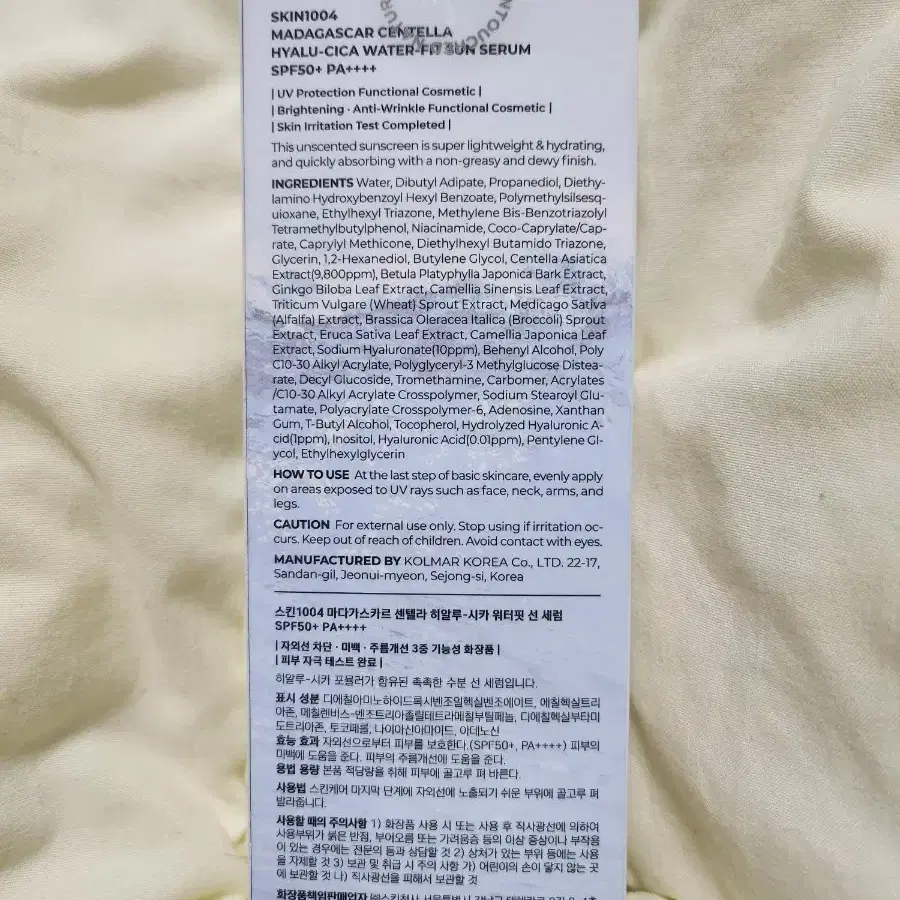 SKIN1004
MADAGASCAR CENTELLA
HYALU-CICA WATER-FIT SUN SERUM
SPF50+ PA++++
| UV Protection Functional Cosmetic |
| Brightening · Anti-Wrinkle Functional Cosmetic |
| Skin Irritation Test Completed |
This unscented sunscreen is super lightweight & hydrating,
and quickly absorbing with a non-greasy and dewy finish.
INGREDIENTS Water, Dibutyl Adipate, Propanediol, Diethy-
lamino Hydroxybenzoyl Hexyl Benzoate, Polymethylsilsesq-
uioxane, Ethylhexyl Triazone, Methylene Bis-Benzotriazolyl
Tetramethylbutylphenol, Niacinamide, Coco-Caprylate/Cap-
rate, Caprylyl Methicone, Diethylhexyl Butamido Triazone,
Glycerin, 1,2-Hexanediol, Butylene Glycol, Centella Asiatica
Extract(9,800ppm), Betula Platyphylla Japonica Bark Extract,
Ginkgo Biloba Leaf Extract, Camellia Sinensis Leaf Extract,
Triticum Vulgare (Wheat) Sprout Extract, Medicago Sativa
(Alfalfa) Extract, Brassica Oleracea Italica (Broccoli) Sprout
Extract, Eruca Sativa Leaf Extract, Camellia Japonica Leaf
Extract, Sodium Hyaluronate(10ppm), Behenyl Alcohol, Poly
C10-30 Alkyl Acrylate, Polyglyceryl-3 Methylglucose Distea-
rate, Decyl Glucoside, Tromethamine, Carbomer, Acrylates
/C10-30 Alkyl Acrylate Crosspolymer, Sodium Stearoyl Glu-
tamate, Polyacrylate Crosspolymer-6, Adenosine, Xanthan
Gum, T-Butyl Alcohol, Tocopherol, Hydrolyzed Hyaluronic A-
cid(1ppm), Inositol, Hyaluronic Acid(0.01ppm), Pentylene Gl-
ycol, Ethylhexylglycerin
HOW TO USE At the last step of basic skincare, evenly apply
on areas exposed to UV rays such as face, neck, arms, and
legs.
CAUTION For external use only. Stop using if irritation oc-
curs. Keep out of reach of children. Avoid contact with eyes.
MANUFACTURED BY KOLMAR KOREA Co., LTD. 22-17,
Sandan-gil, Jeonui-myeon, Sejong-si, Korea
스킨1004 마다가스카르 센텔라 히알루-시카 워터핏 선 세럼
SPF50+ PA++++
| 자외선 차단 · 미백 · 주름개선 3중 기능성 화장품 |
| 피부 자극 테스트 완료 |
히알루-시카 포뮬러가 함유된 촉촉한 수분 선 세럼입니다.
표시 성분 디에칠아미노하이드록시벤조일헥실벤조에이트, 에칠헥실트리
아존, 메칠렌비스-벤조트리아졸릴테트라메칠부틸페놀, 디에칠헥실부타미
도트리아존, 토코페롤, 나이아신아마이드, 아데노신
효능 효과 자외선으로부터 피부를 보호한다.(SPF50+, PA++++) 피부의
미백에 도움을 준다. 피부의 주름개선에 도움을 준다.
용법 용량 본품 적당량을 취해 피부에 골고루 펴 바른다.
사용법 스킨케어 마지막 단계에 자외선에 노출되기 쉬운 부위에 골고루 펴
발라줍니다.
사용할 때의 주의사항 1) 화장품 사용 시 또는 사용 후 직사광선에 의하여
사용부위가 붉은 반점, 부어오름 또는 가려움증 등의 이상 증상이나 부작용
이 있는 경우에는 전문의 등과 상담할 것 2) 상처가 있는 부위 등에는 사용
을 자제할 것 3) 보관 및 취급 시 주의 사항 가) 어린이의 손이 닿지 않는 곳
에 보관할 것 나) 직사광선을 피해서 보관할 것
화장품책임판매업자